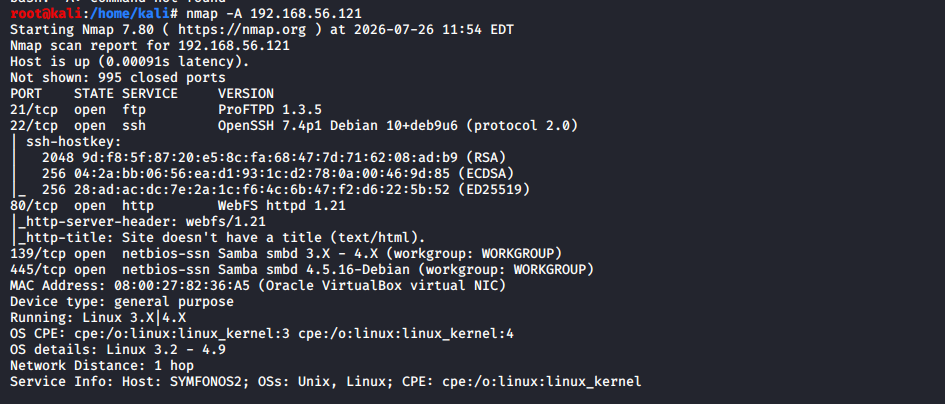 root@kali:/home/kali# nmap -A 192.168.56.121
Starting Nmap 7.80 ( https://nmap.org ) at 2026-07-26 11:54 EDT
Nmap scan report for 192.168.56.121
Host is up (0.00091s latency).
Not shown: 995 closed ports
PORT    STATE SERVICE     VERSION
21/tcp  open  ftp         ProFTPD 1.3.5
22/tcp  open  ssh         OpenSSH 7.4p1 Debian 10+deb9u6 (protocol 2.0)
| ssh-hostkey:
|   2048 9d:f8:5f:87:20:e5:8c:fa:68:47:7d:71:62:08:ad:b9 (RSA)
|   256 04:2a:bb:06:56:ea:d1:93:1c:d2:78:0a:00:46:9d:85 (ECDSA)
|_  256 28:ad:ac:dc:7e:2a:1c:f6:4c:6b:47:f2:d6:22:5b:52 (ED25519)
80/tcp  open  http        WebFS httpd 1.21
|_http-server-header: webfs/1.21
|_http-title: Site doesn't have a title (text/html).
139/tcp open  netbios-ssn Samba smbd 3.X - 4.X (workgroup: WORKGROUP)
445/tcp open  netbios-ssn Samba smbd 4.5.16-Debian (workgroup: WORKGROUP)
MAC Address: 08:00:27:82:36:A5 (Oracle VirtualBox virtual NIC)
Device type: general purpose
Running: Linux 3.X|4.X
OS CPE: cpe:/o:linux:linux_kernel:3 cpe:/o:linux:linux_kernel:4
OS details: Linux 3.2 - 4.9
Network Distance: 1 hop
Service Info: Host: SYMFONOS2; OSs: Unix, Linux; CPE: cpe:/o:linux:linux_kernel